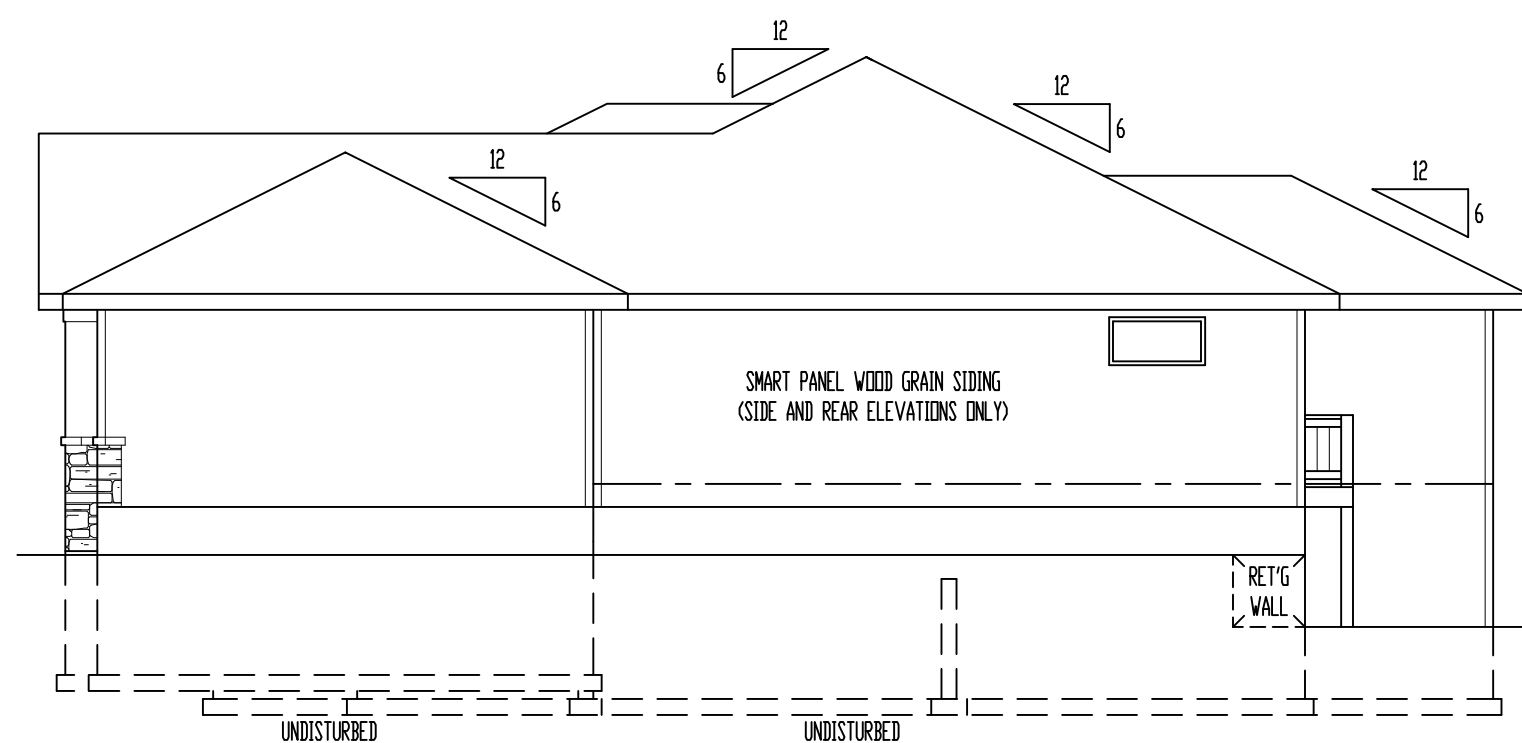 12
6
12
6
12
6
12
6
SMART PANEL WOOD GRAIN SIDING
(SIDE AND REAR ELEVATIONS ONLY)
RET'G
WALL
UNDISTURBED
UNDISTURBED